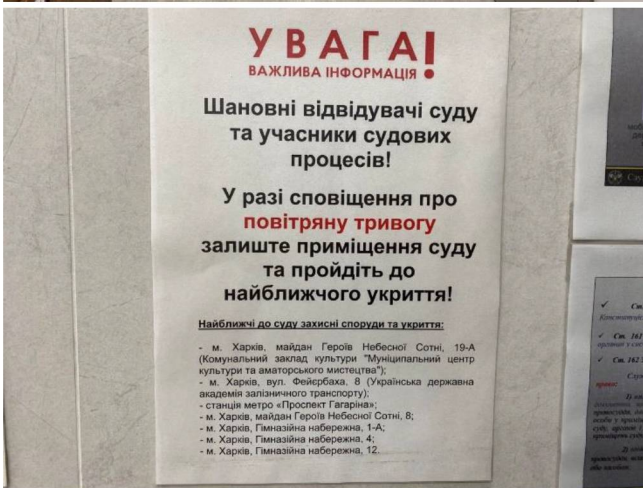 УВАГА!
ВАЖЛИВА ІНФОРМАЦІЯ
Шановні відвідувачі суду
та учасники судових
процесів!
У разі сповіщення про
повітряну тривогу
залиште приміщення суду
та пройдіть до
найближчого укриття!
Найближчі до суду захисні споруди та укриття:
- м. Харків, майдан Героїв Небесної Сотні, 19-А
(Комунальний заклад культури "Муніципальний центр
культури та аматорського мистецтва");
- м. Харків, вул. Фейєрбаха, 8 (Українська державна
академія залізничного транспорту);
- станція метро «Проспект Гагаріна»;
- м. Харків, майдан Героїв Небесної Сотні, 8;
- м. Харків, Гімназійна набережна, 1-А;
- м. Харків, Гімназійна набережна, 4;
- м. Харків, Гімназійна набережна, 12.